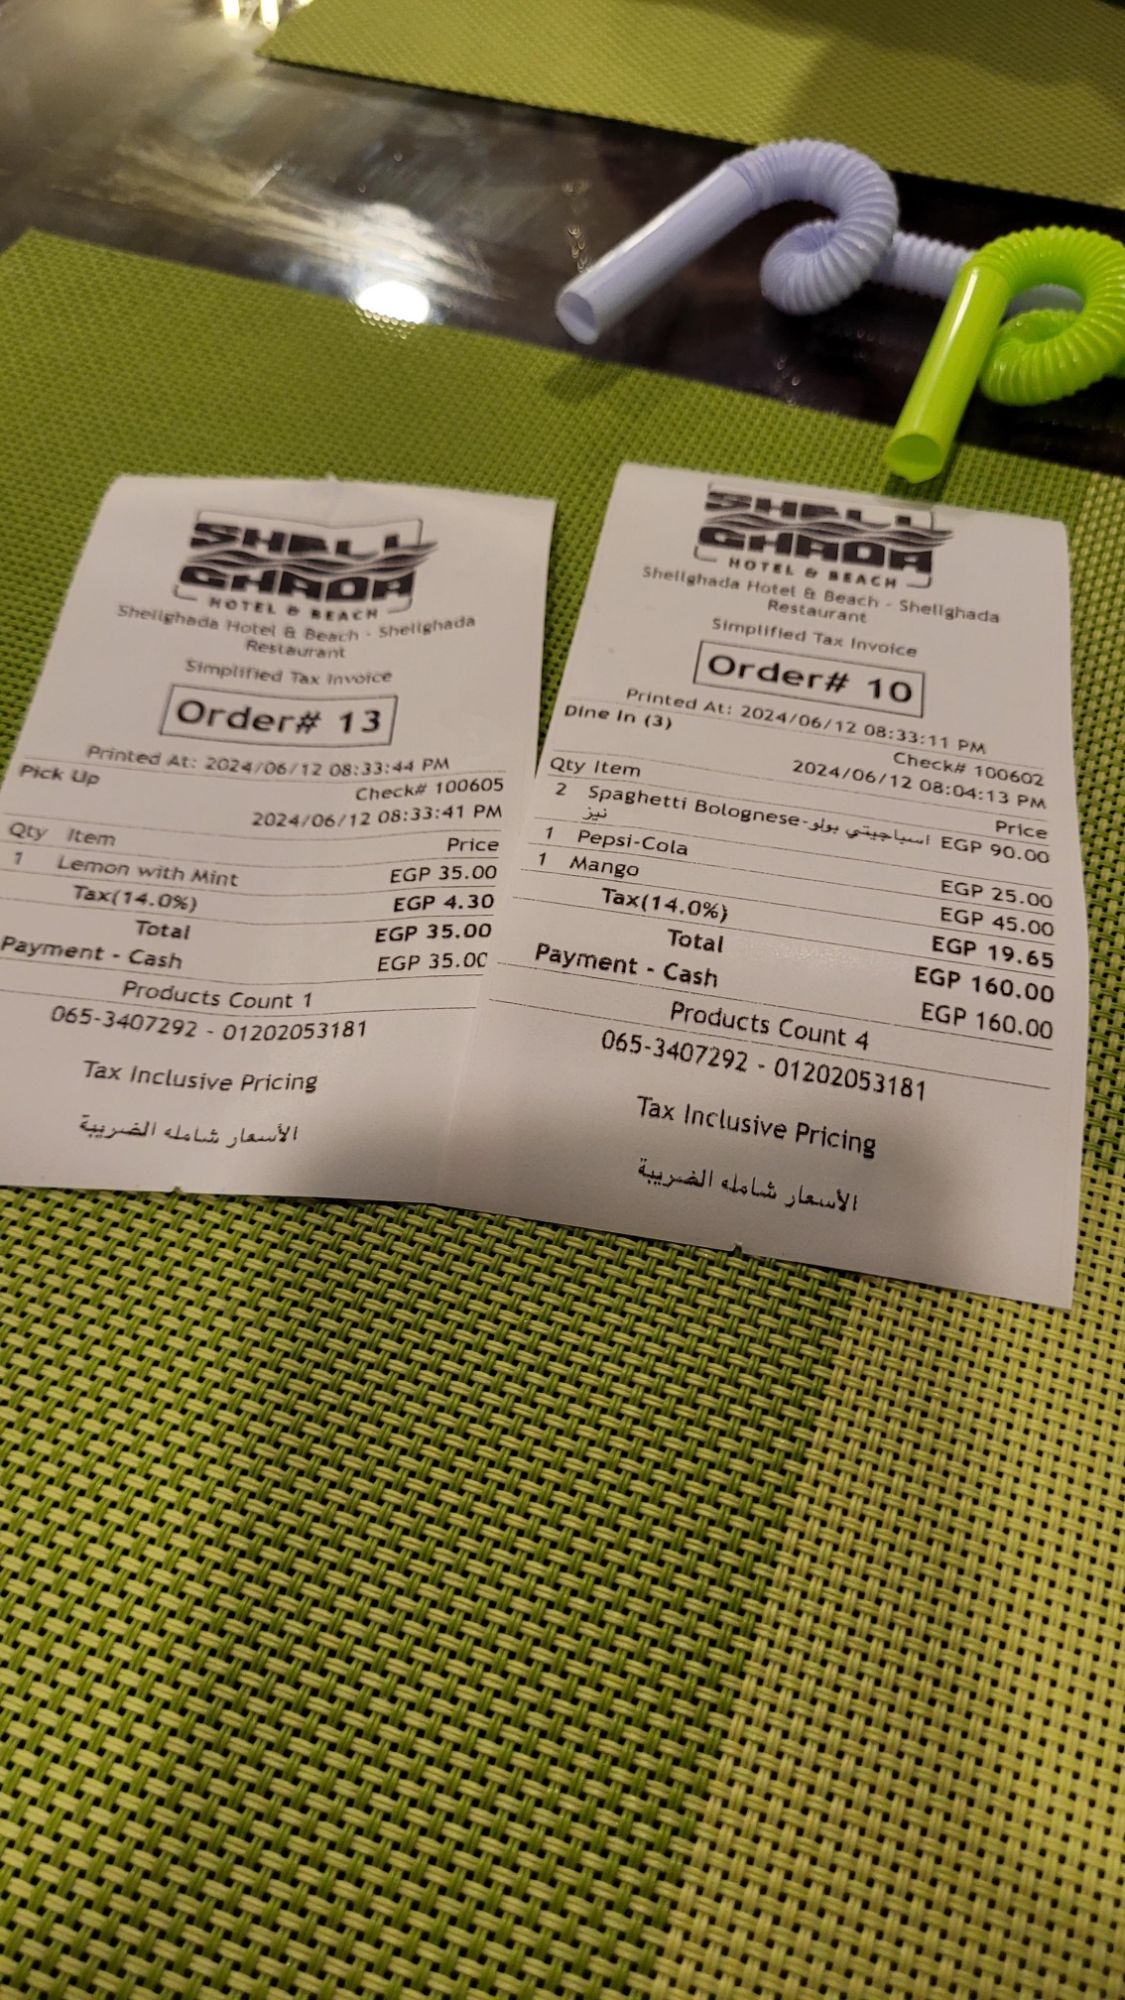 SHELL
GHADA
HOTEL & BEACH
Shellghada Hotel & Beach - Shellghada
Restaurant
Simplified Tax Invoice
Order# 13
Printed At: 2024/06/12 08:33:44 PM
Pick Up
Check# 100605
2024/06/12 08:33:41 PM
Qty Item Price
1 Lemon with Mint EGP 35.00
Tax(14.0%) EGP 4.30
Total EGP 35.00
Payment - Cash EGP 35.00
Products Count 1
065-3407292 - 01202053181
Tax Inclusive Pricing
الأسعار شامله الضريبة
SHELL
GHADA
HOTEL & BEACH
Shellghada Hotel & Beach - Shellghada
Restaurant
Simplified Tax Invoice
Order# 10
Printed At: 2024/06/12 08:33:11 PM
Dine In (3)
Check# 100602
2024/06/12 08:04:13 PM
Qty Item Price
2 Spaghetti Bolognese-اسباجيتي بولو EGP 90.00
نيز
1 Pepsi-Cola EGP 25.00
1 Mango EGP 45.00
Tax(14.0%) EGP 19.65
Total EGP 160.00
Payment - Cash EGP 160.00
Products Count 4
065-3407292 - 01202053181
Tax Inclusive Pricing
الأسعار شامله الضريبة